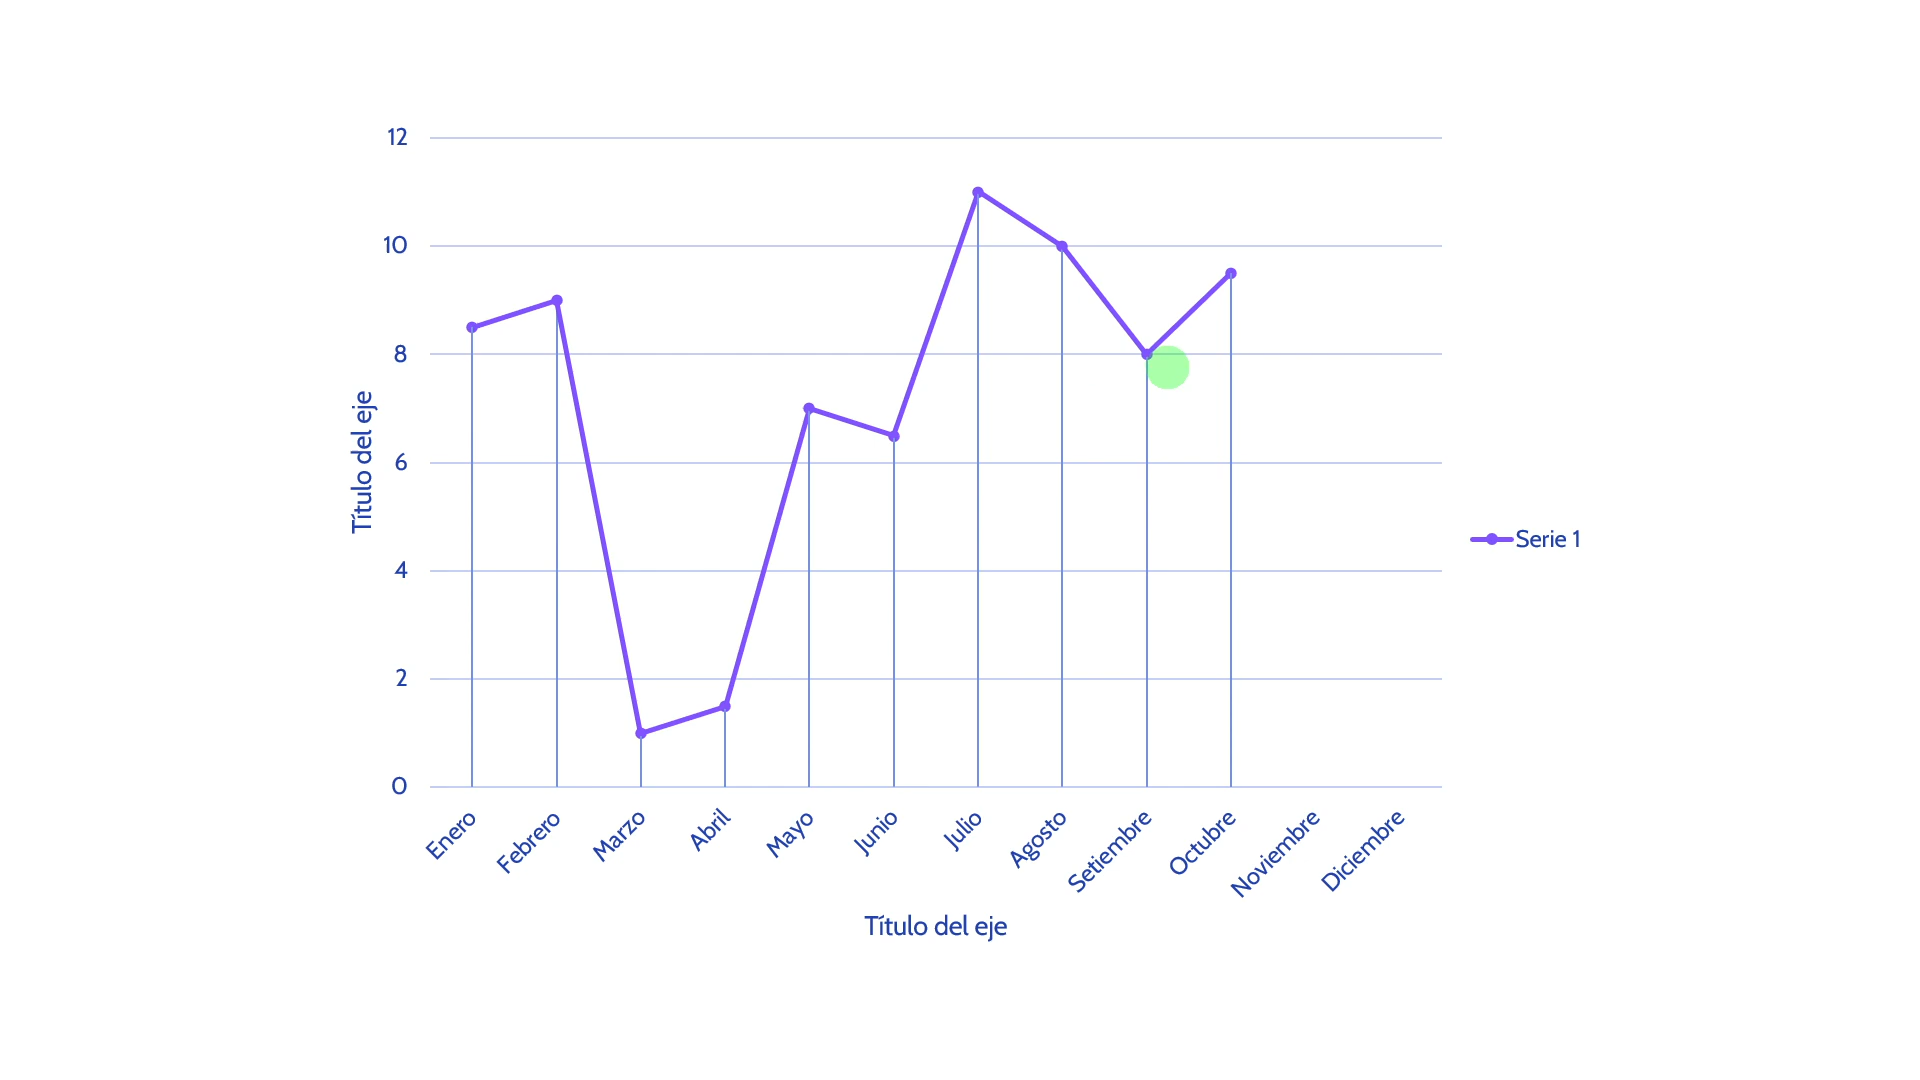 12
10
8
6
4
2
0
Título del eje
Enero
Febrero
Marzo
Abril
Mayo
Junio
Julio
Agosto
Setiembre
Octubre
Noviembre
Diciembre
Título del eje
Serie 1